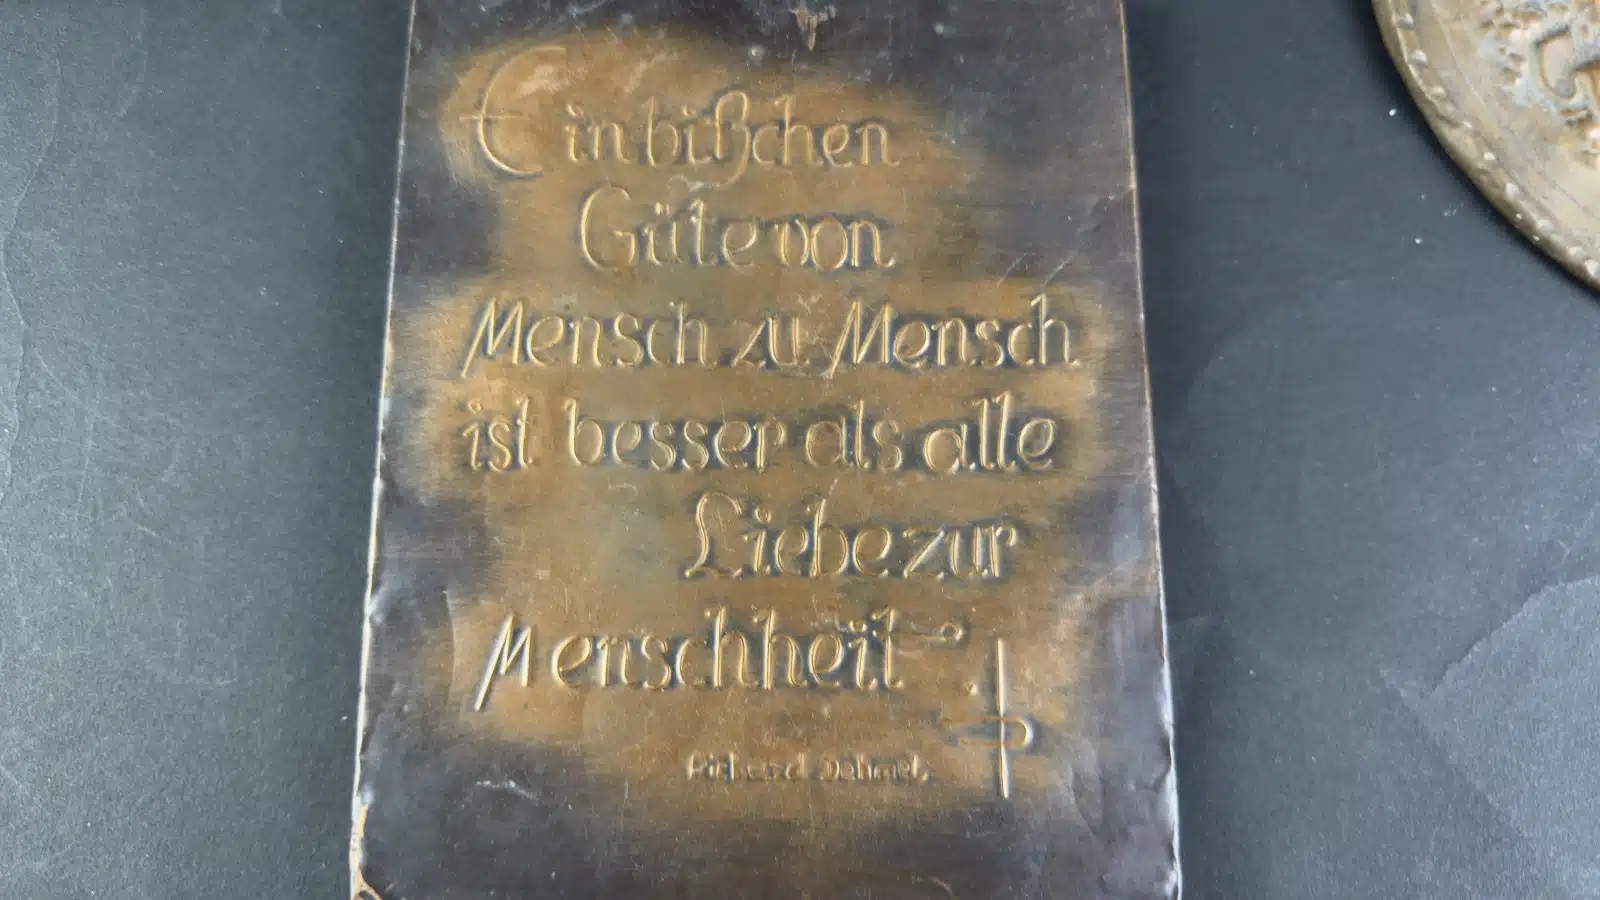 Ein bißchen
Güte von
Mensch zu Mensch
ist besser als alle
Liebe zur
Menschheit.
Richard Dehmel